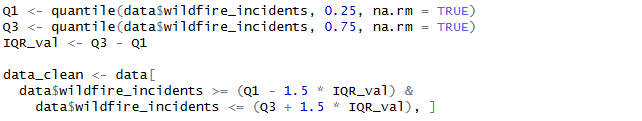 Q1 <- quantile(data$wildfire_incidents, 0.25, na.rm = TRUE)
Q3 <- quantile(data$wildfire_incidents, 0.75, na.rm = TRUE)
IQR_val <- Q3 - Q1
data_clean <- data[
data$wildfire_incidents >= (Q1 - 1.5 * IQR_val) &
data$wildfire_incidents <= (Q3 + 1.5 * IQR_val), ]